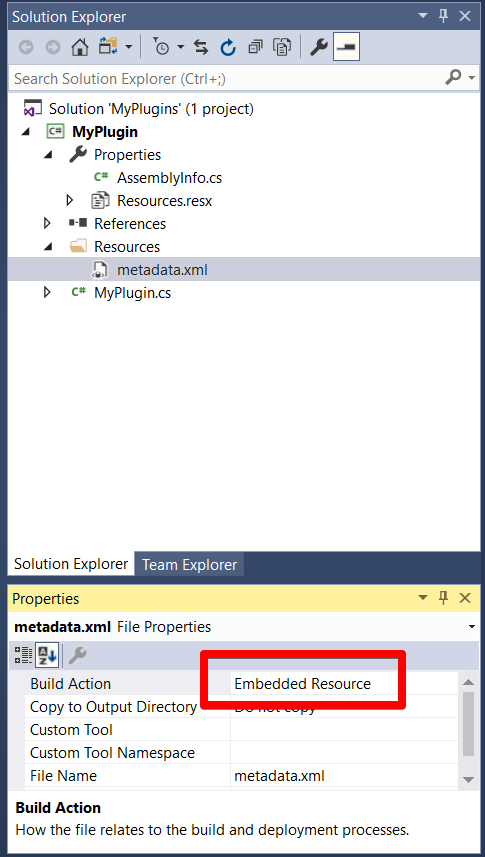 Solution Explorer
Search Solution Explorer (Ctrl+;)
Solution 'MyPlugins' (1 project)
C# MyPlugin
Properties
C# AssemblyInfo.cs
Resources.resx
References
Resources
metadata.xml
C# MyPlugin.cs
Solution Explorer Team Explorer
Properties
metadata.xml File Properties
Build Action Embedded Resource
Copy to Output Directory Do not copy
Custom Tool
Custom Tool Namespace
File Name metadata.xml
Build Action
How the file relates to the build and deployment processes.